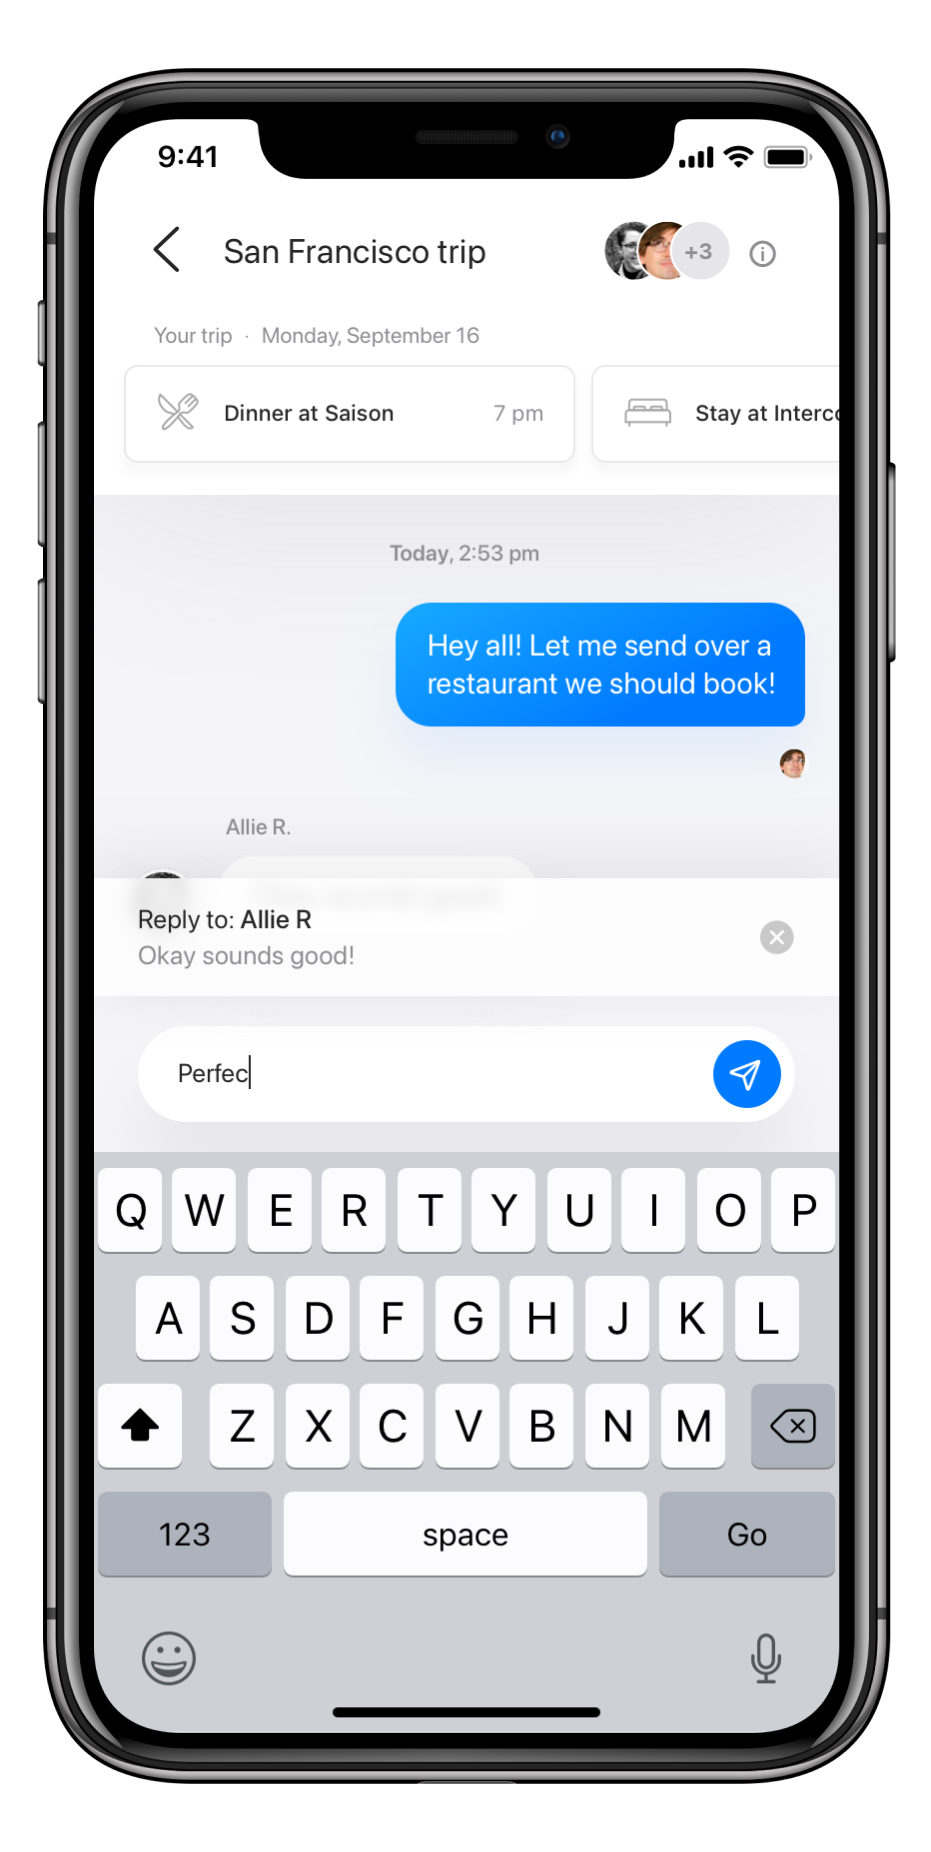 9:41
San Francisco trip
+3
Your trip · Monday, September 16
Dinner at Saison 7 pm
Stay at Interco
Today, 2:53 pm
Hey all! Let me send over a
restaurant we should book!
Allie R.
Reply to: Allie R
Okay sounds good!
Perfec
Q W E R T Y U I O P
A S D F G H J K L
Z X C V B N M
123 space Go